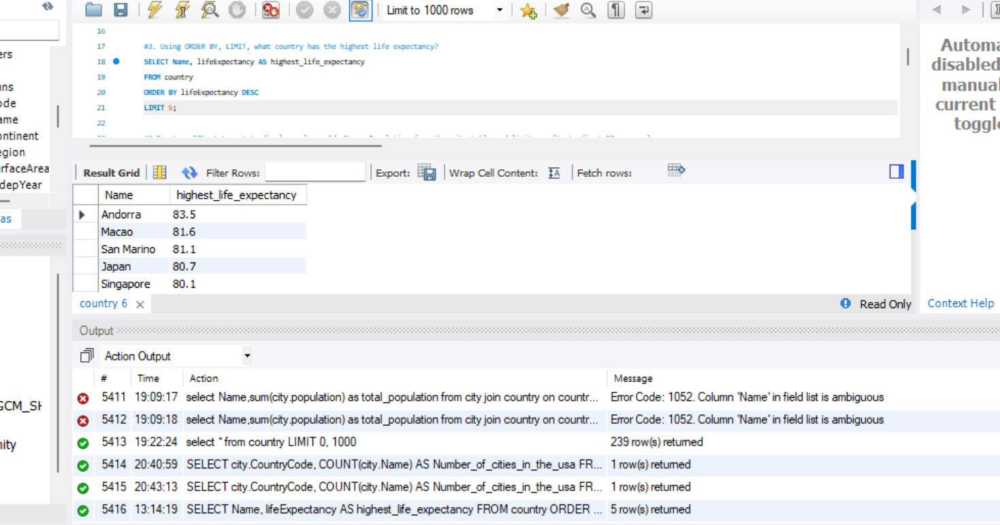 Limit to 1000 rows
16
17 #3. Using ORDER BY, LIMIT, what country has the highest life expectancy?
18 SELECT Name, lifeExpectancy AS highest_life_expectancy
19 FROM country
20 ORDER BY lifeExpectancy DESC
21 LIMIT 5;
22
Automa
disabled
manual
current
toggle
ers
ns
ode
ame
ontinent
egion
rfaceArea
depYear
as
GCM_SH
nity
Result Grid Filter Rows: Export: Wrap Cell Content: Fetch rows:
Name highest_life_expectancy
Andorra 83.5
Macao 81.6
San Marino 81.1
Japan 80.7
Singapore 80.1
country 6 Read Only Context Help
Output
Action Output
# Time Action Message
5411 19:09:17 select Name,sum(city.population) as total_population from city join country on countr... Error Code: 1052. Column 'Name' in field list is ambiguous
5412 19:09:18 select Name,sum(city.population) as total_population from city join country on countr... Error Code: 1052. Column 'Name' in field list is ambiguous
5413 19:22:24 select * from country LIMIT 0, 1000 239 row(s) returned
5414 20:40:59 SELECT city.CountryCode, COUNT(city.Name) AS Number_of_cities_in_the_usa FR... 1 row(s) returned
5415 20:43:13 SELECT city.CountryCode, COUNT(city.Name) AS Number_of_cities_in_the_usa FR... 1 row(s) returned
5416 13:14:19 SELECT Name, lifeExpectancy AS highest_life_expectancy FROM country ORDER ... 5 row(s) returned